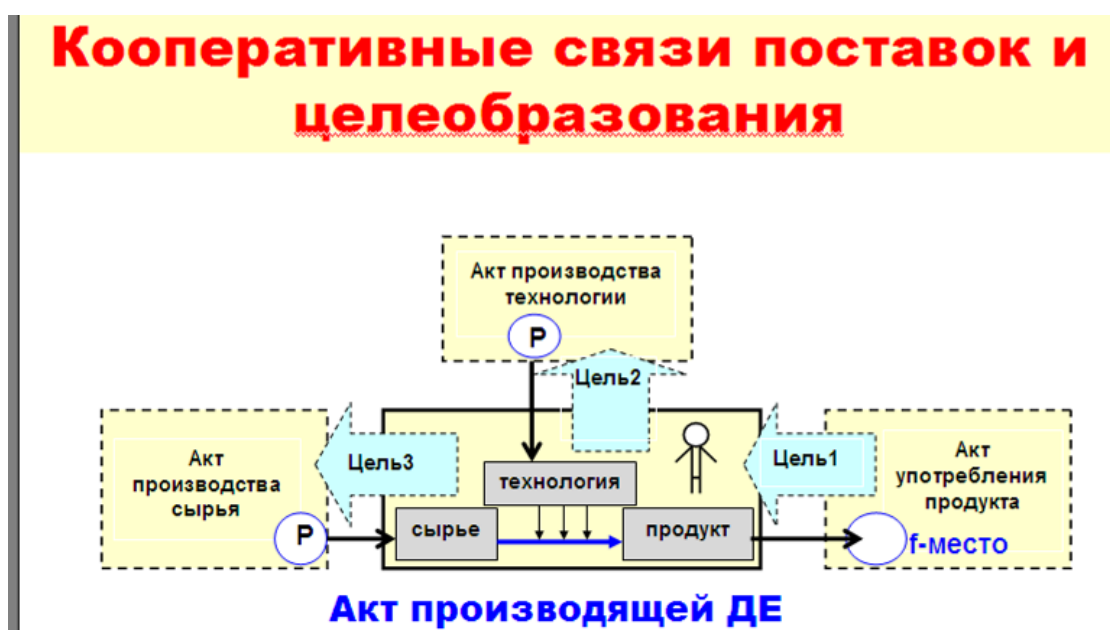 Кооперативные связи поставок и
целеобразования
Акт производства
технологии
P
Цель2
Акт
производства
сырья
P
Цель3
технология
сырье
продукт
Цель1
Акт
употребления
продукта
f-место
Акт производящей ДЕ